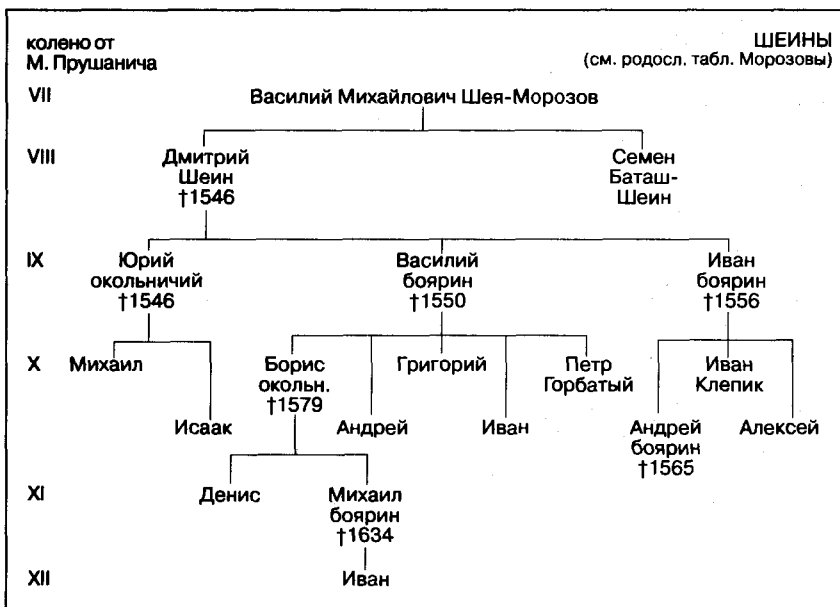 колено от
М. Прушанича
ШЕИНЫ
(см. родосл. табл. Морозовы)
VII Василий Михайлович Шея-Морозов
VIII Дмитрий Семен
Шеин Баташ-
†1546 Шеин
IX Юрий Василий Иван
окольничий боярин боярин
†1546 †1550 †1556
X Михаил Борис Григорий Петр Иван
окольн. Горбатый Клепик
†1579
Исаак Андрей Иван Андрей Алексей
боярин
†1565
XI Денис Михаил
боярин
†1634
XII Иван